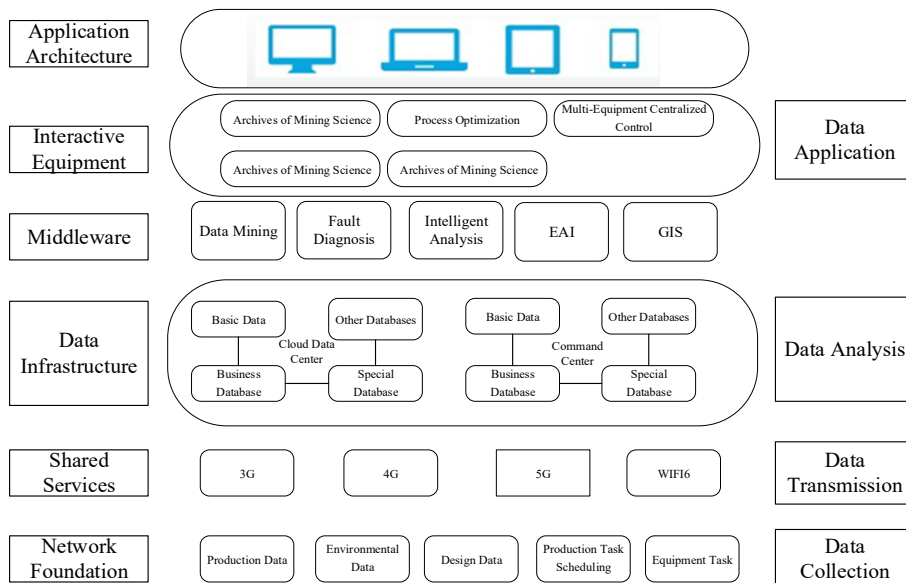 Application
Architecture
Archives of Mining Science
Process Optimization
Multi-Equipment Centralized
Control
Interactive
Equipment
Data
Application
Archives of Mining Science
Archives of Mining Science
Middleware
Data Mining
Fault
Diagnosis
Intelligent
Analysis
EAI
GIS
Data
Infrastructure
Basic Data
Other Databases
Cloud Data
Center
Business
Database
Special
Database
Basic Data
Other Databases
Command
Center
Business
Database
Special
Database
Data Analysis
Shared
Services
3G
4G
5G
WIFI6
Data
Transmission
Network
Foundation
Production Data
Environmental
Data
Design Data
Production Task
Scheduling
Equipment Task
Data
Collection